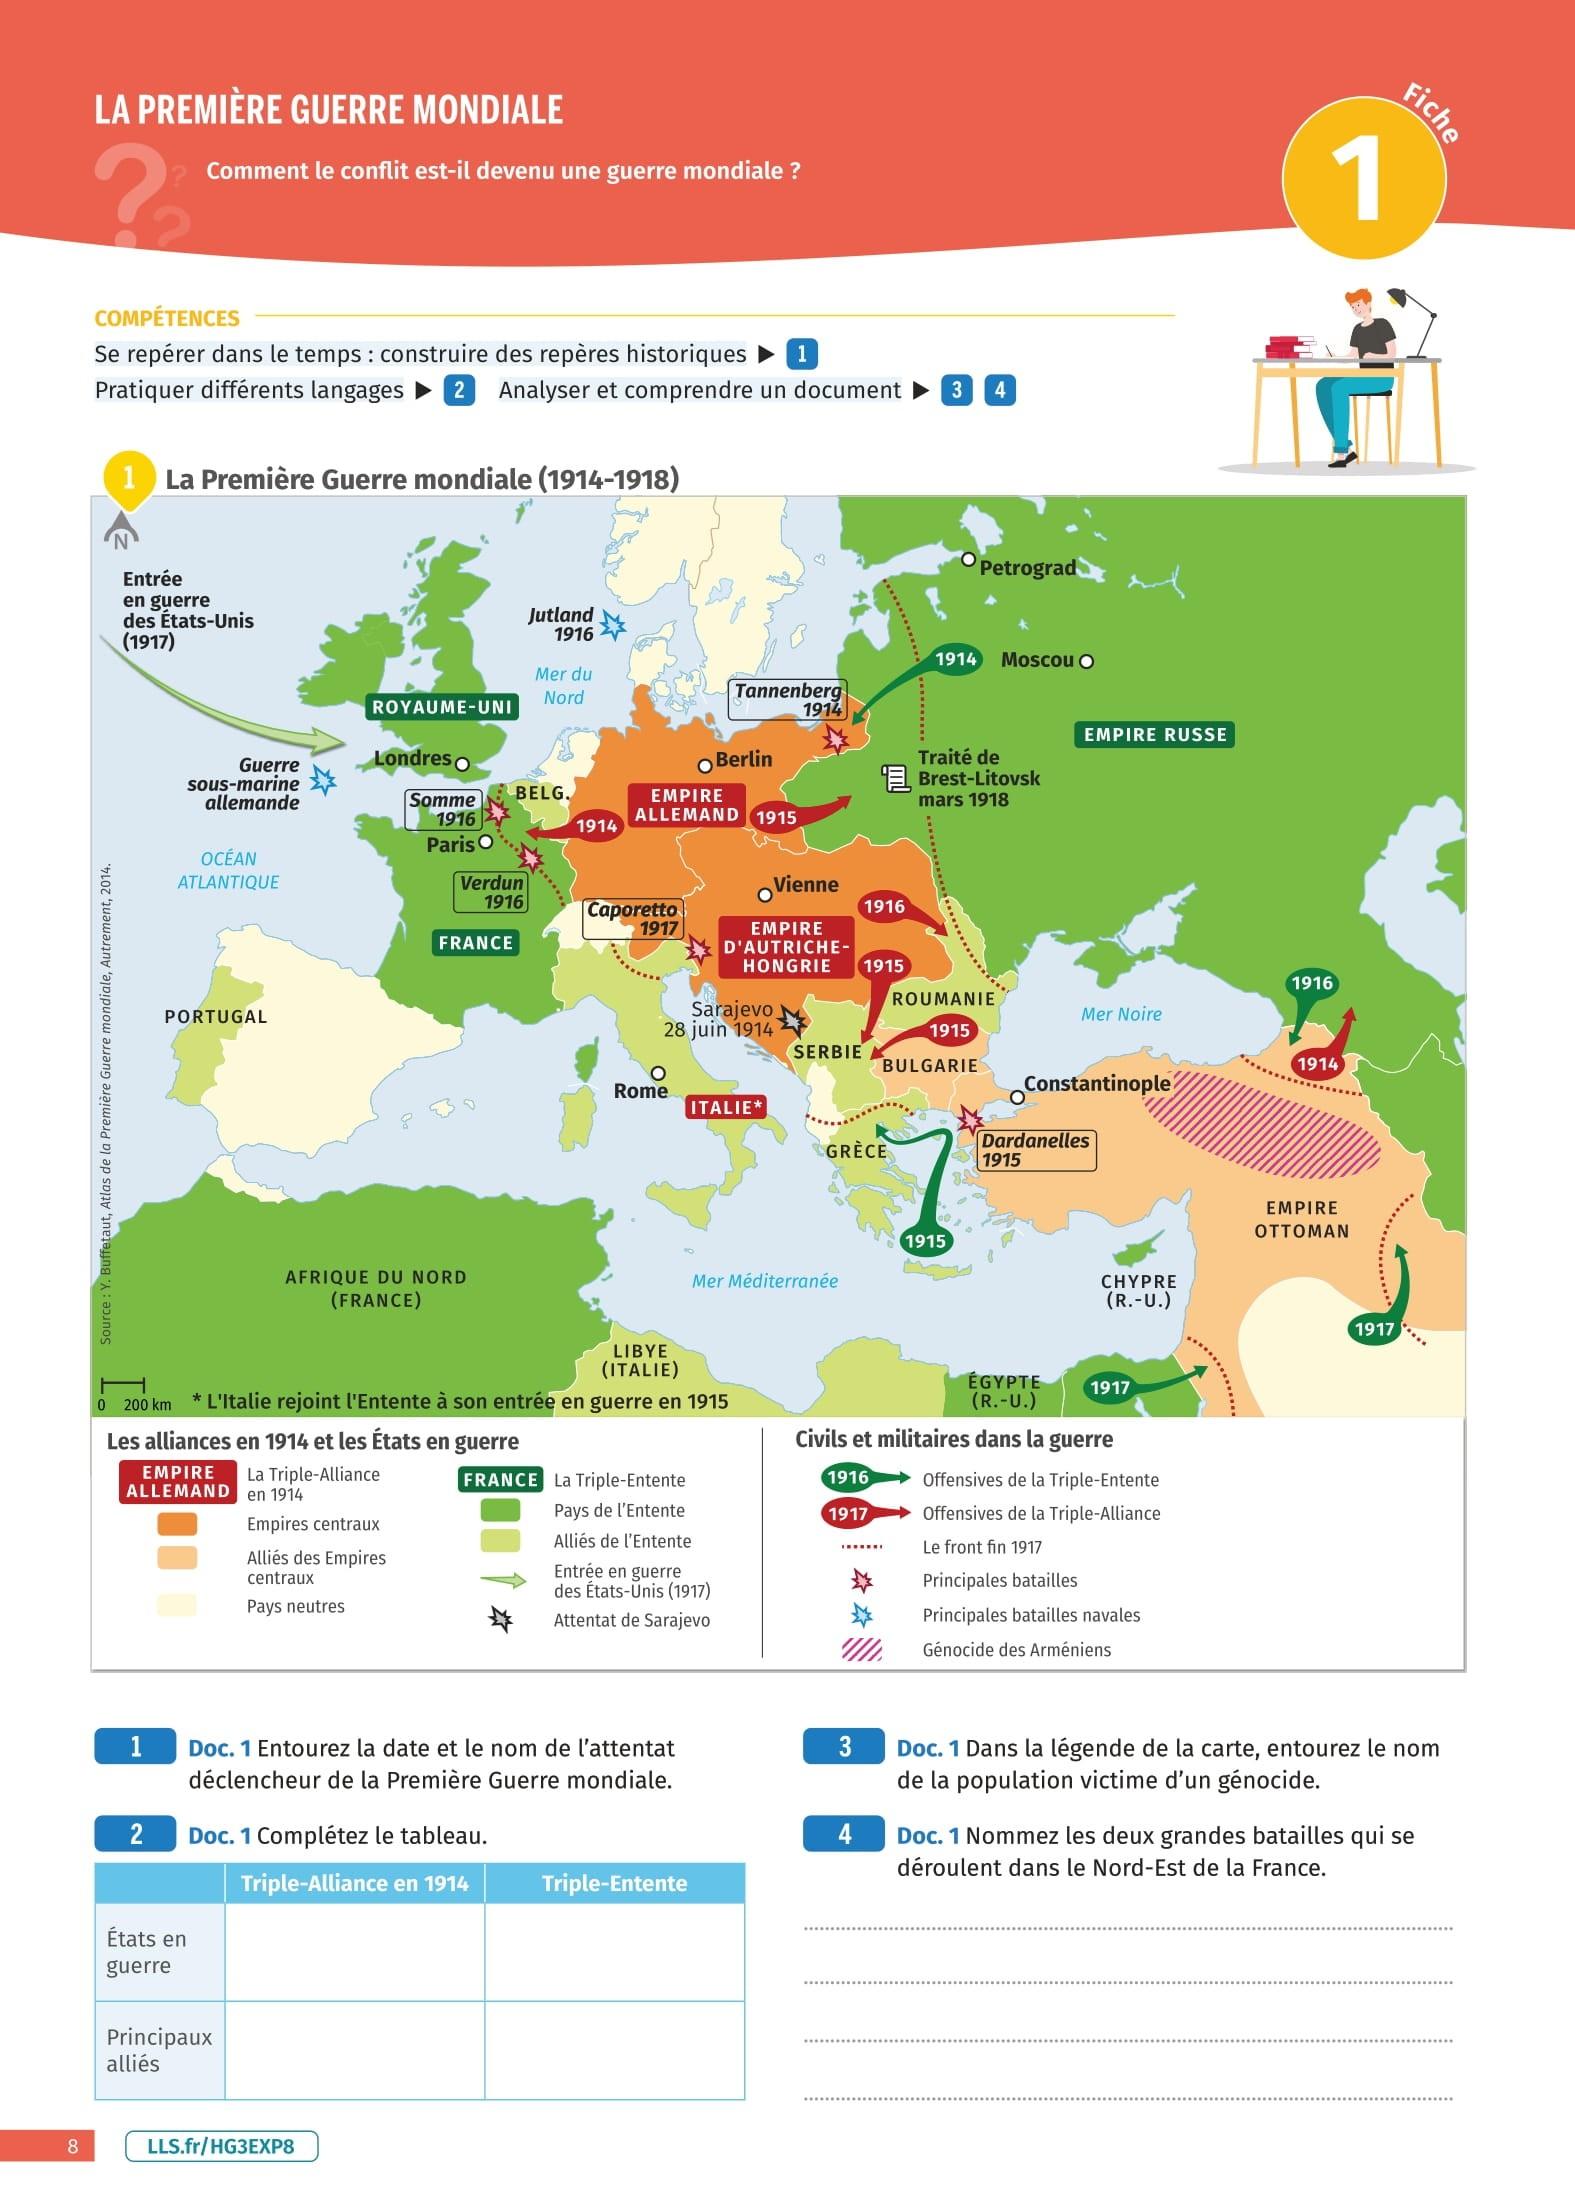 LA PREMIÈRE GUERRE MONDIALE
Comment le conflit est-il devenu une guerre mondiale ?
Fiche
1
COMPÉTENCES
Se repérer dans le temps : construire des repères historiques ▶ 1
Pratiquer différents langages ▶ 2 Analyser et comprendre un document ▶ 3 4
1 La Première Guerre mondiale (1914-1918)
N
Entrée
en guerre
des États-Unis
(1917)
Jutland
1916
Mer du
Nord
Petrograd
1914
Moscou
Tannenberg
1914
ROYAUME-UNI
EMPIRE RUSSE
Londres
Berlin
Guerre
sous-marine
allemande
Traité de
Brest-Litovsk
mars 1918
BELG.
EMPIRE
ALLEMAND
Somme
1916
1914
1915
Paris
OCÉAN
ATLANTIQUE
Verdun
1916
Vienne
Caporetto
1917
1916
FRANCE
EMPIRE
D'AUTRICHE-
HONGRIE
1915
ROUMANIE
1916
PORTUGAL
Sarajevo
28 juin 1914
Mer Noire
1915
SERBIE
BULGARIE
1914
Rome
ITALIE*
Constantinople
GRÈCE
Dardanelles
1915
EMPIRE
OTTOMAN
1915
AFRIQUE DU NORD
(FRANCE)
Mer Méditerranée
CHYPRE
(R.-U.)
1917
LIBYE
(ITALIE)
ÉGYPTE
(R.-U.)
1917
Source : Y. Buffetaut, Atlas de la Première Guerre mondiale, Autrement, 2014.
0 200 km
* L'Italie rejoint l'Entente à son entrée en guerre en 1915
Les alliances en 1914 et les États en guerre
EMPIRE
ALLEMAND
La Triple-Alliance
en 1914
Empires centraux
Alliés des Empires
centraux
Pays neutres
FRANCE La Triple-Entente
Pays de l'Entente
Alliés de l'Entente
Entrée en guerre
des États-Unis (1917)
Attentat de Sarajevo
Civils et militaires dans la guerre
1916 Offensives de la Triple-Entente
1917 Offensives de la Triple-Alliance
Le front fin 1917
Principales batailles
Principales batailles navales
Génocide des Arméniens
1 Doc. 1 Entourez la date et le nom de l'attentat
déclencheur de la Première Guerre mondiale.
2 Doc. 1 Complétez le tableau.
Triple-Alliance en 1914 Triple-Entente
États en
guerre
Principaux
alliés
3 Doc. 1 Dans la légende de la carte, entourez le nom
de la population victime d'un génocide.
4 Doc. 1 Nommez les deux grandes batailles qui se
déroulent dans le Nord-Est de la France.
8
LLS.fr/HG3EXP8